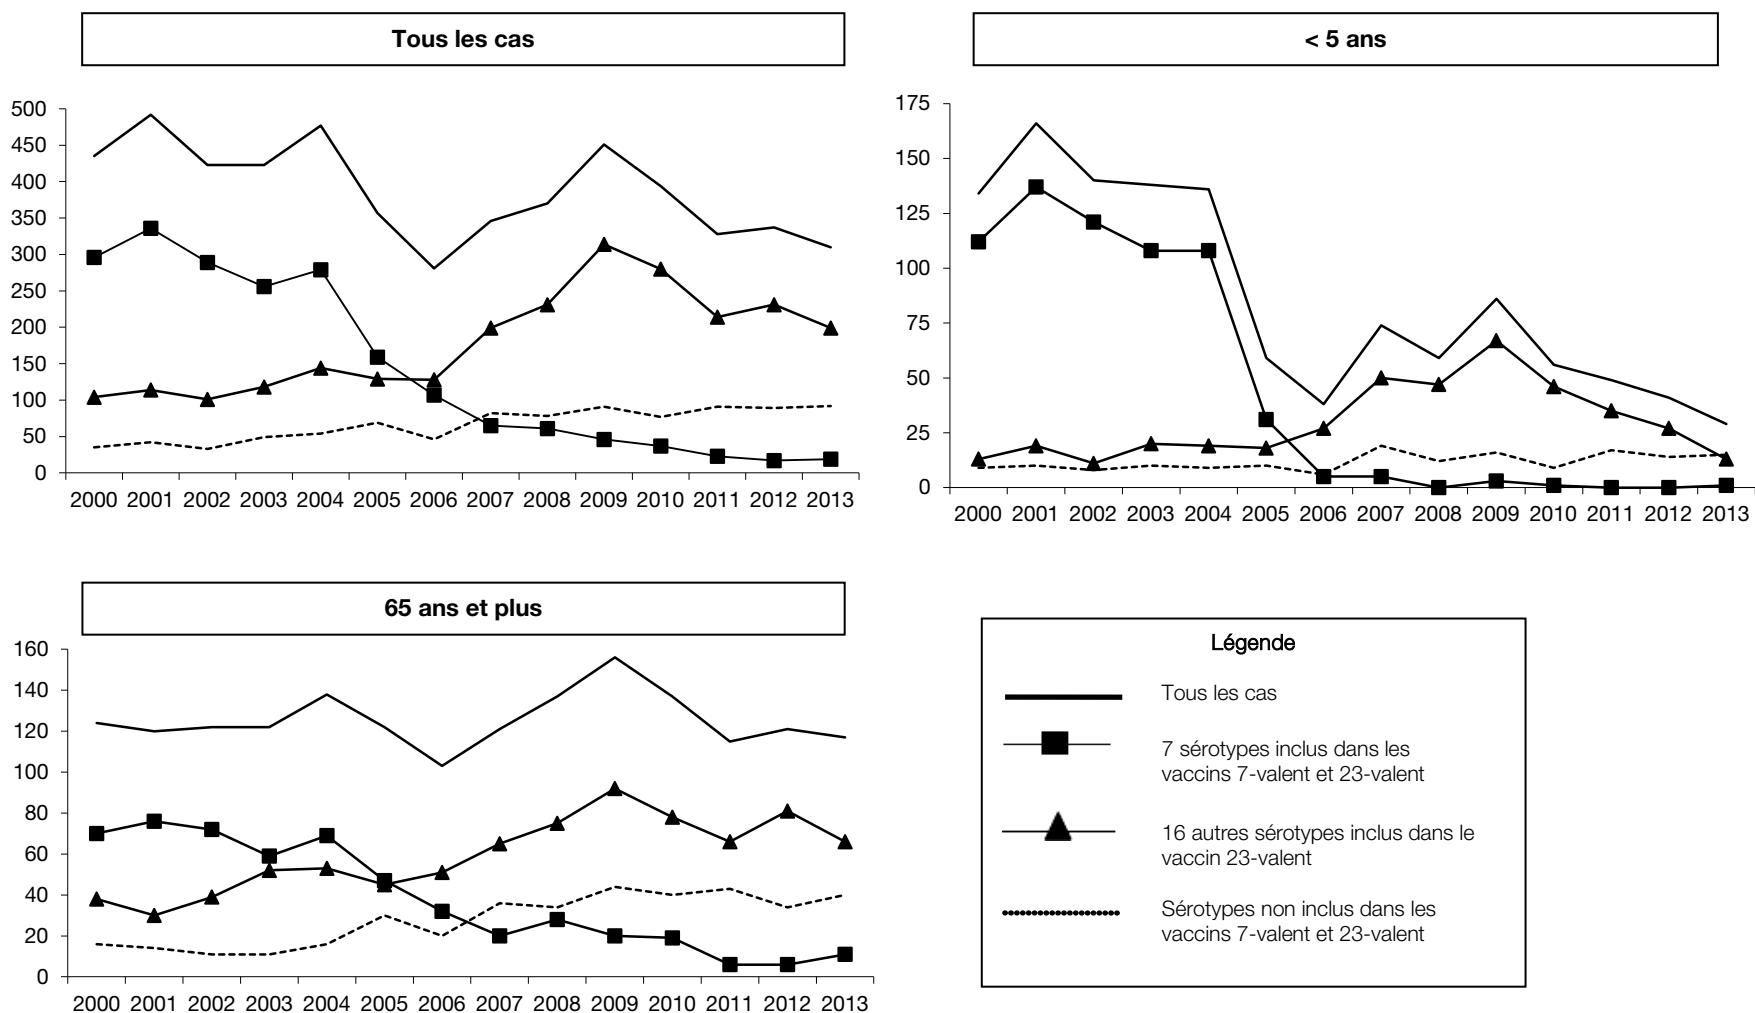 Tous les cas
500
450
400
350
300
250
200
150
100
50
0
2000 2001 2002 2003 2004 2005 2006 2007 2008 2009 2010 2011 2012 2013
< 5 ans
175
150
125
100
75
50
25
0
2000 2001 2002 2003 2004 2005 2006 2007 2008 2009 2010 2011 2012 2013
65 ans et plus
160
140
120
100
80
60
40
20
0
2000 2001 2002 2003 2004 2005 2006 2007 2008 2009 2010 2011 2012 2013
Légende
Tous les cas
7 sérotypes inclus dans les
vaccins 7-valent et 23-valent
16 autres sérotypes inclus dans le
vaccin 23-valent
Sérotypes non inclus dans les
vaccins 7-valent et 23-valent